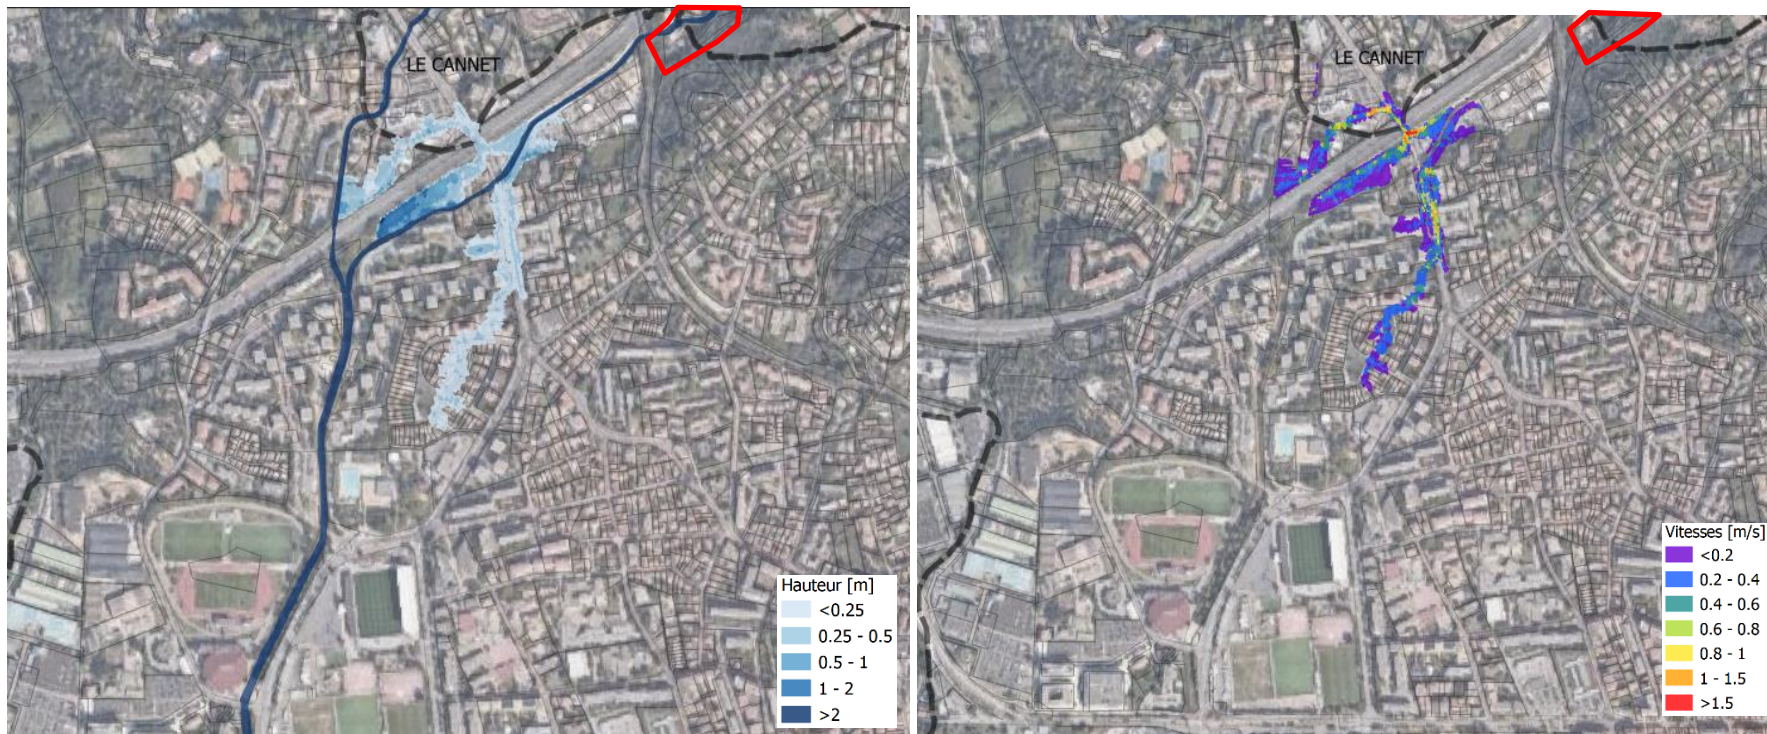 LE CANNET
Hauteur [m]
<0.25
0.25 - 0.5
0.5 - 1
1 - 2
>2
LE CANNET
Vitesses [m/s]
<0.2
0.2 - 0.4
0.4 - 0.6
0.6 - 0.8
0.8 - 1
1 - 1.5
>1.5